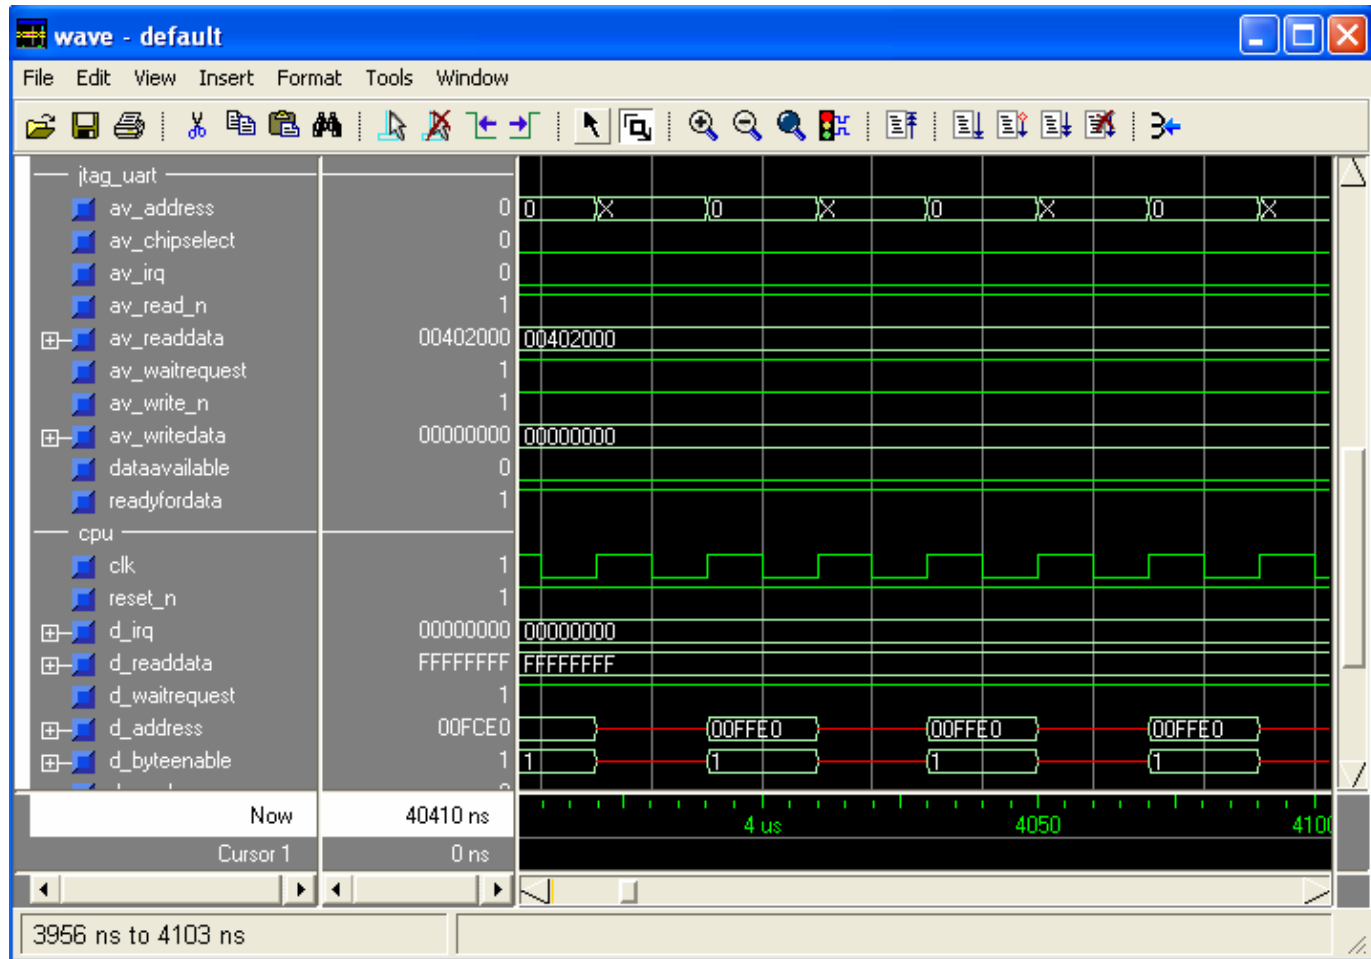 wave - default
File Edit View Insert Format Tools Window
jtag_uart
av_address 0 0 X 0 X 0 X 0 X
av_chipselect 0
av_irq 0
av_read_n 1
av_readdata 00402000 00402000
av_waitrequest 1
av_write_n 1
av_writedata 00000000 00000000
dataavailable 0
readyfordata 1
cpu
clk 1
reset_n 1
d_irq 00000000 00000000
d_readdata FFFFFFFF FFFFFFFF
d_waitrequest 1
d_address 00FCE0 00FFE0 00FFE0 00FFE0
d_byteenable 1 1 1 1 1
Now 40410 ns 4 us 4050 4100
Cursor 1 0 ns
3956 ns to 4103 ns